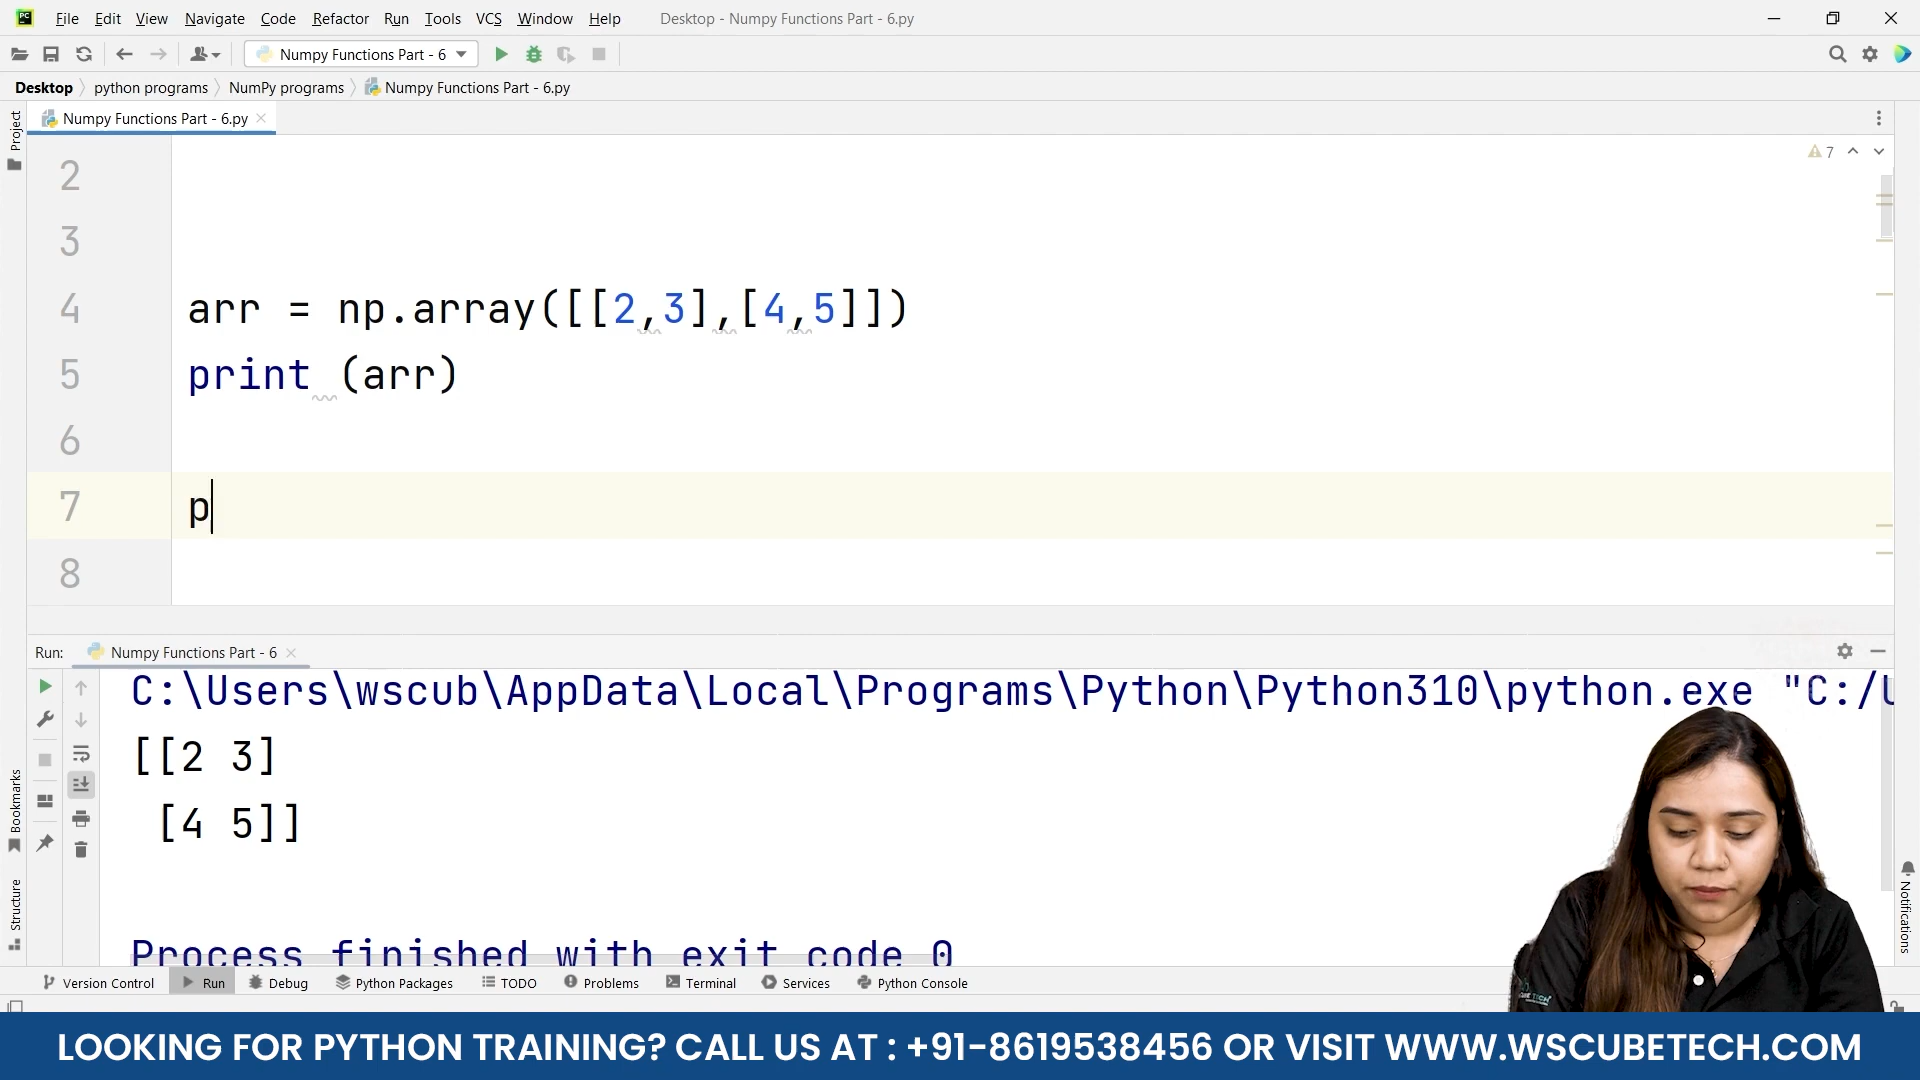 PC File Edit View Navigate Code Refactor Run Tools VCS Window Help Desktop - Numpy Functions Part - 6.py
Numpy Functions Part - 6
Desktop python programs NumPy programs Numpy Functions Part - 6.py
Project
Numpy Functions Part - 6.py
7
2
3
4 arr = np.array([[2,3],[4,5]])
5 print (arr)
6
7 p
8
Run: Numpy Functions Part - 6
C:\Users\wscub\AppData\Local\Programs\Python\Python310\python.exe "C:/U
[[2 3]
[4 5]]
Process finished with exit code 0
Bookmarks
Structure
Notifications
Version Control Run Debug Python Packages TODO Problems Terminal Services Python Console
LOOKING FOR PYTHON TRAINING? CALL US AT : +91-8619538456 OR VISIT WWW.WSCUBETECH.COM